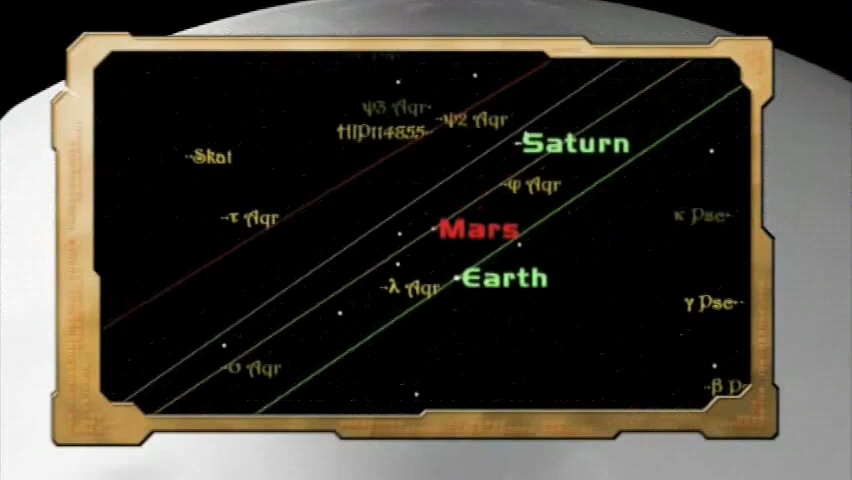 ψ3 Aqr
ψ2 Aqr
HIP114855
Saturn
Skat
φ Aqr
τ Aqr
κ Psc
Mars
Earth
λ Aqr
γ Psc
σ Aqr
β P